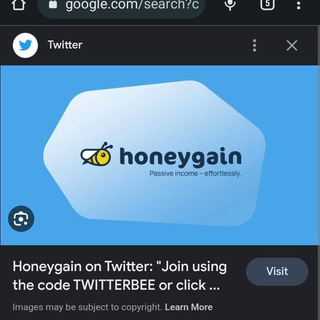 google.com/search?c
5
Twitter
honeygain
Passive income – effortlessly.
Honeygain on Twitter: "Join using
the code TWITTERBEE or click ...
Visit
Images may be subject to copyright. Learn More